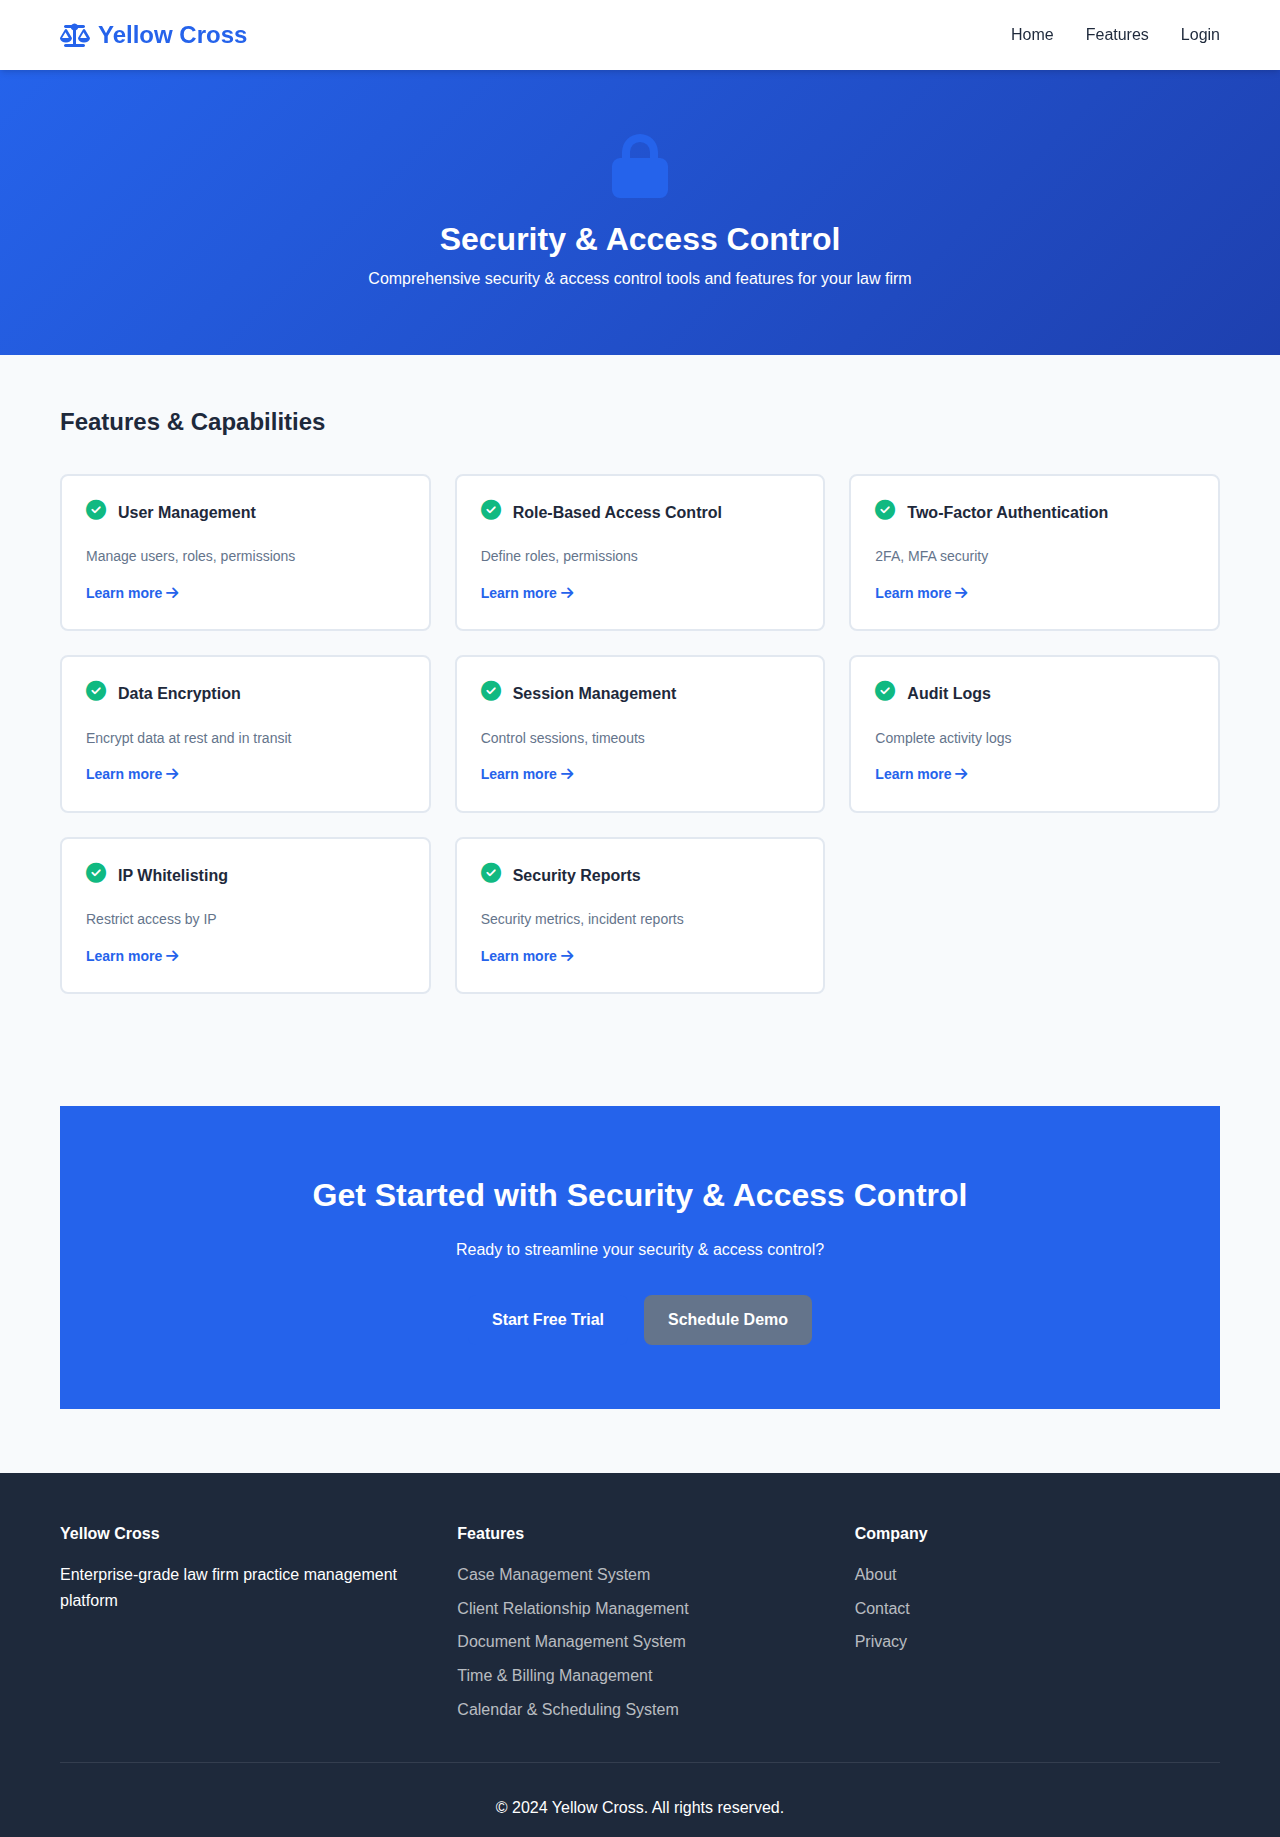 Yellow Cross
Home
Features
Login
Security & Access Control
Comprehensive security & access control tools and features for your law firm
Features & Capabilities
User Management
Manage users, roles, permissions
Learn more
Role-Based Access Control
Define roles, permissions
Learn more
Two-Factor Authentication
2FA, MFA security
Learn more
Data Encryption
Encrypt data at rest and in transit
Learn more
Session Management
Control sessions, timeouts
Learn more
Audit Logs
Complete activity logs
Learn more
IP Whitelisting
Restrict access by IP
Learn more
Security Reports
Security metrics, incident reports
Learn more
Get Started with Security & Access Control
Ready to streamline your security & access control?
Start Free Trial
Schedule Demo
Yellow Cross
Enterprise-grade law firm practice management
platform
Features
Case Management System
Client Relationship Management
Document Management System
Time & Billing Management
Calendar & Scheduling System
Company
About
Contact
Privacy
© 2024 Yellow Cross. All rights reserved.